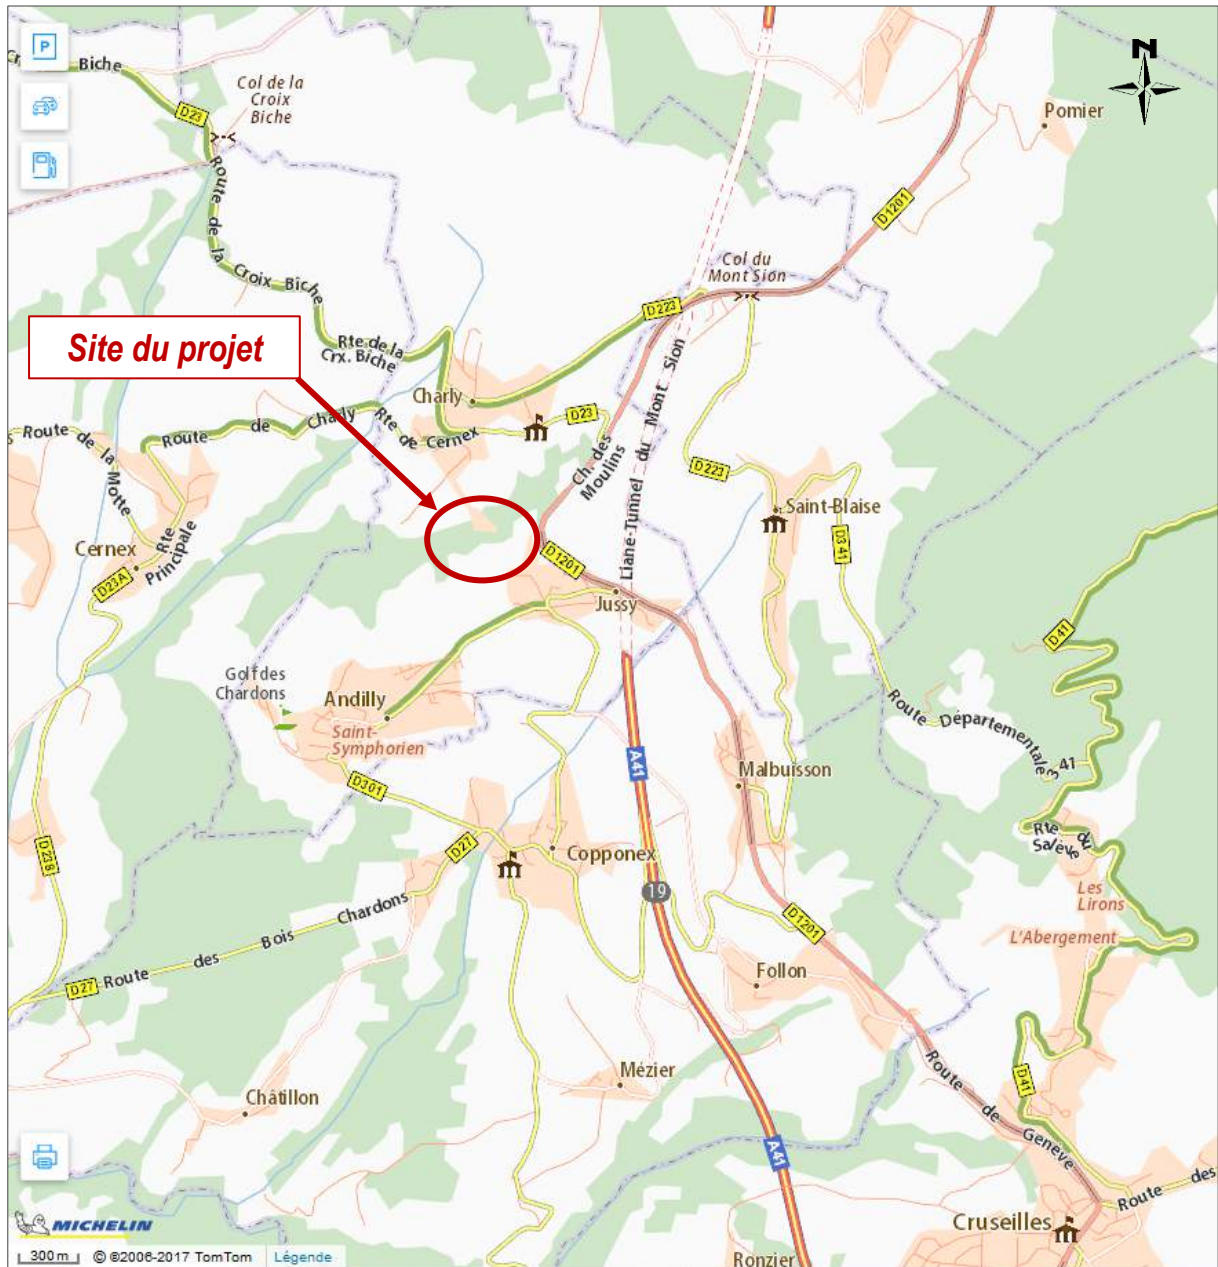 P
N
Biche
Col de la
Croix
Biche
D23
Pomier
Route de la
Croix Biche
D1201
Col du
Mont Sion
D223
Site du projet
Rte de la
Crx. Biche
Charly
D23
Route de Charly
Rte de Cernex
Route de la Motte
Ch. des
Moulins
Liane-Tunnel du Mont Sion
D223
Saint-Blaise
D341
Cernex
Rte
Principale
D23A
D1201
Jussy
D41
Golf des
Chardons
Andilly
Saint-
Symphorien
Route Départementale 341
A41
Malbuisson
D301
D27
Copponex
Rte du
Salève
19
Les
Lirons
L'Abergement
Route des Bois Chardons
D27
D1201
Follon
Mézier
Châtillon
D41
Route de Genève
A41
Route des
Cruseilles
Ronzier
MICHELIN
300 m
© ©2006-2017 TomTom
Légende